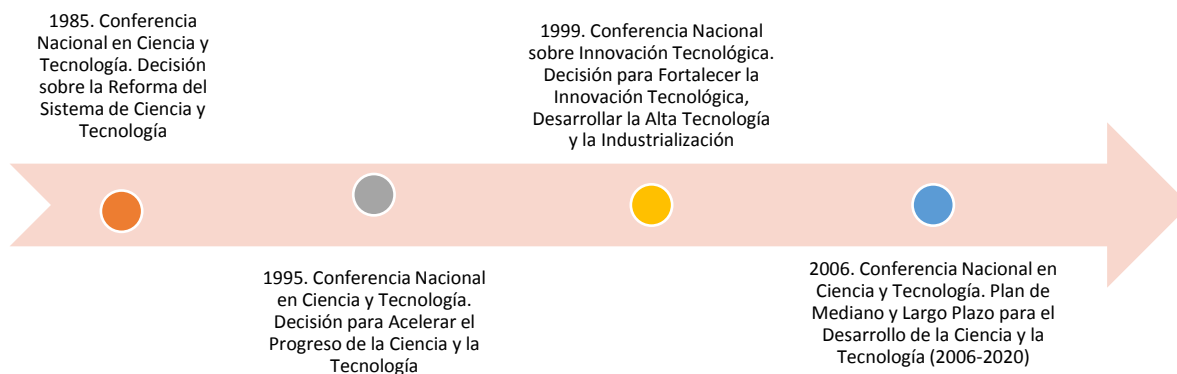 1985. Conferencia
Nacional en Ciencia y
Tecnología. Decisión
sobre la Reforma del
Sistema de Ciencia y
Tecnología
1995. Conferencia Nacional
en Ciencia y Tecnología.
Decisión para Acelerar el
Progreso de la Ciencia y la
Tecnología
1999. Conferencia Nacional
sobre Innovación Tecnológica.
Decisión para Fortalecer la
Innovación Tecnológica,
Desarrollar la Alta Tecnología
y la Industrialización
2006. Conferencia Nacional en
Ciencia y Tecnología. Plan de
Mediano y Largo Plazo para el
Desarrollo de la Ciencia y la
Tecnología (2006-2020)